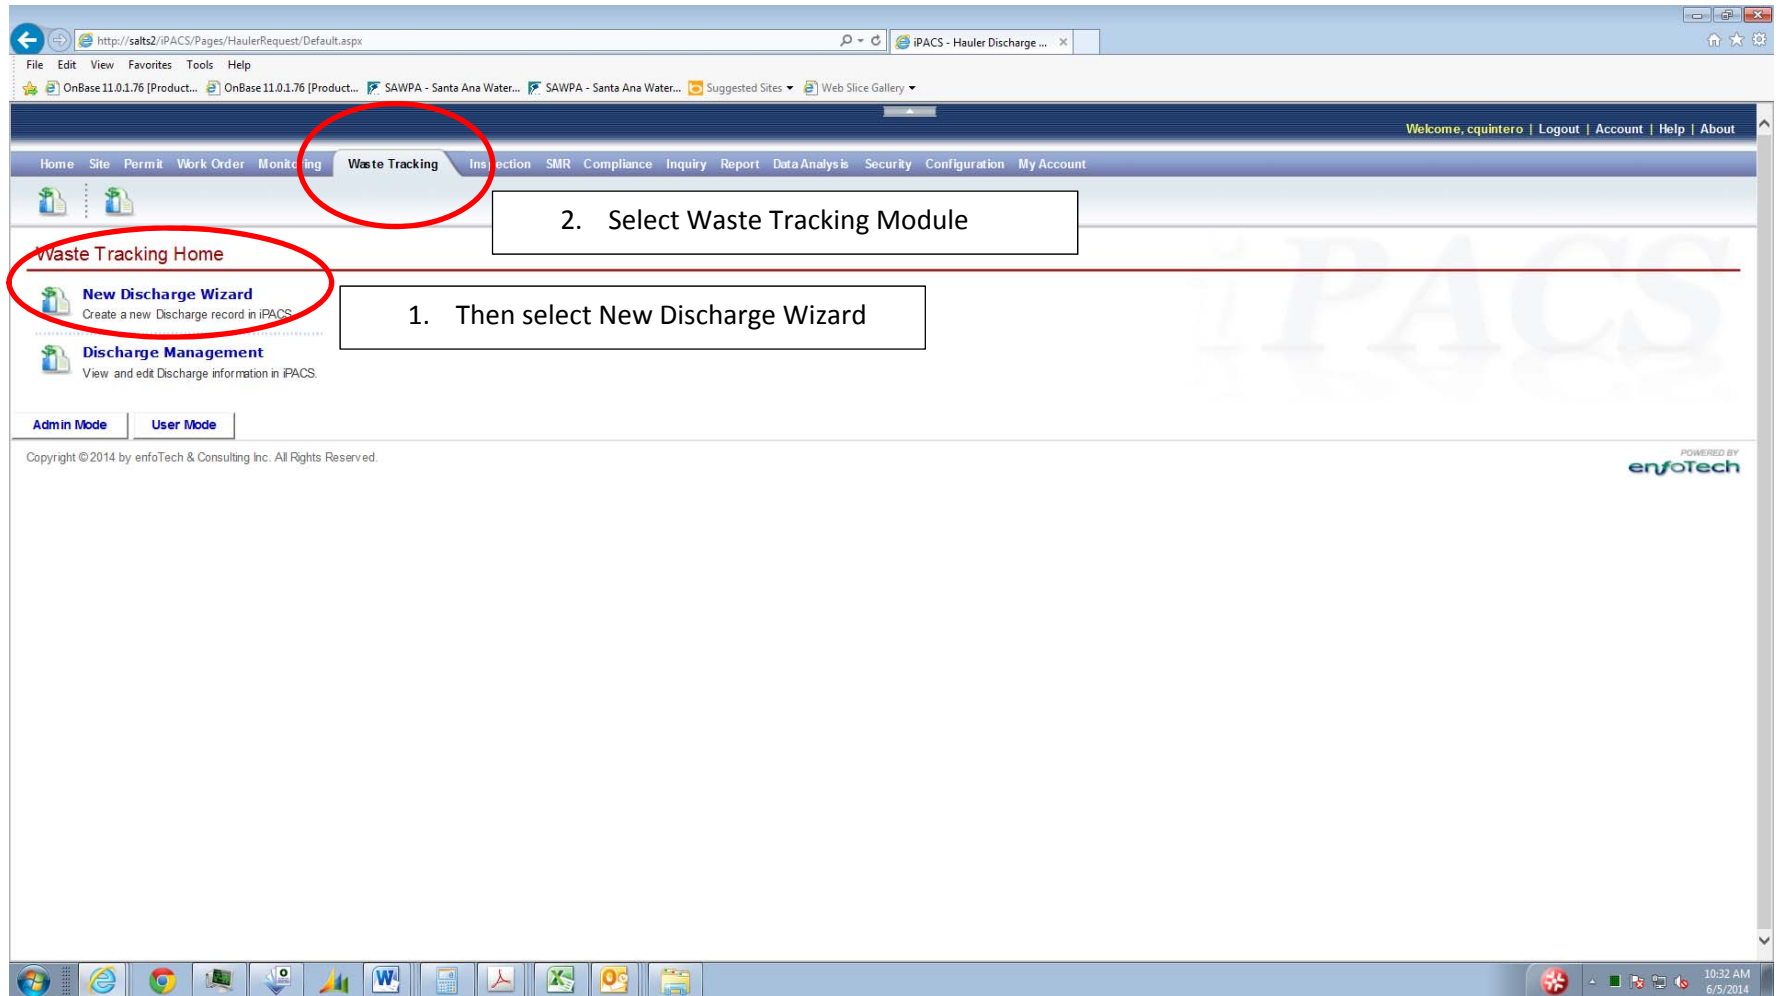 http://salts2/iPACS/Pages/HaulerRequest/Default.aspx
iPACS - Hauler Discharge ...
File Edit View Favorites Tools Help
OnBase 11.0.1.76 [Product... OnBase 11.0.1.76 [Product... SAWPA - Santa Ana Water... SAWPA - Santa Ana Water... Suggested Sites Web Slice Gallery
Welcome, cquintero | Logout | Account | Help | About
Home Site Permit Work Order Monitoring Waste Tracking Inspection SMR Compliance Inquiry Report Data Analysis Security Configuration My Account
2. Select Waste Tracking Module
Waste Tracking Home
iPACS
New Discharge Wizard
Create a new Discharge record in iPACS.
1. Then select New Discharge Wizard
Discharge Management
View and edit Discharge information in iPACS.
Admin Mode User Mode
Copyright © 2014 by enfoTech & Consulting Inc. All Rights Reserved.
POWERED BY
enfoTech
10:32 AM
6/5/2014